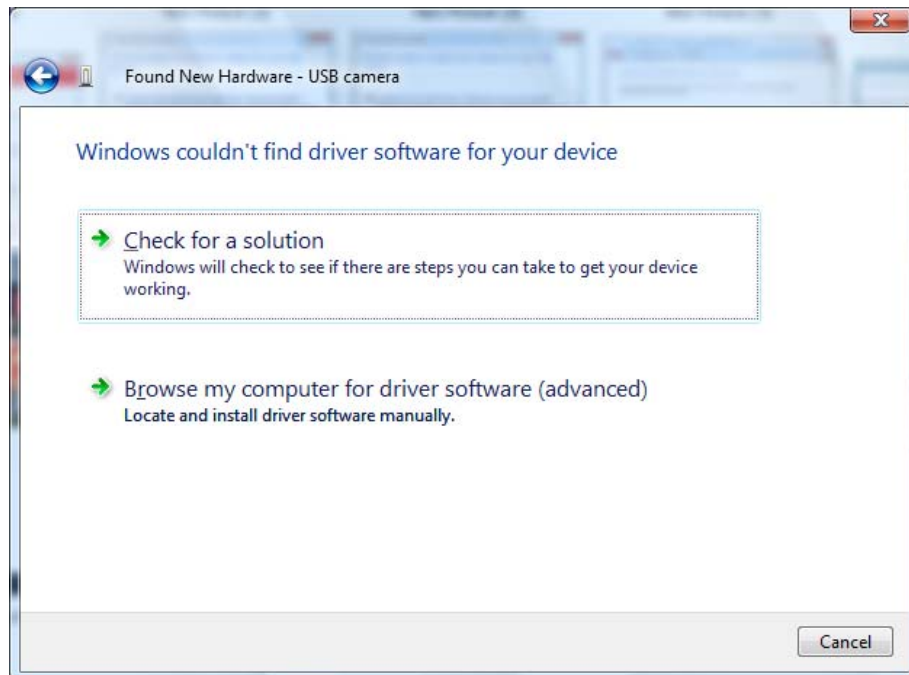 Found New Hardware - USB camera
Windows couldn't find driver software for your device
Check for a solution
Windows will check to see if there are steps you can take to get your device
working.
Browse my computer for driver software (advanced)
Locate and install driver software manually.
Cancel